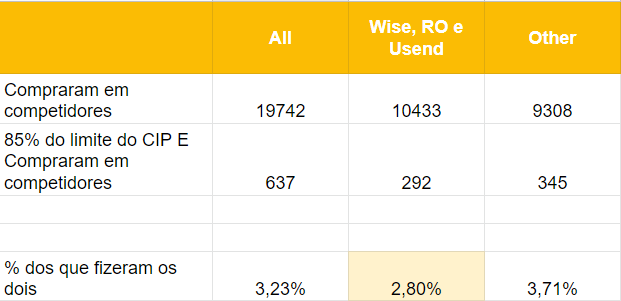 All
Wise, RO e
Usend
Other
Compraram em
competidores
19742
10433
9308
85% do limite do CIP E
Compraram em
competidores
637
292
345
% dos que fizeram os
dois
3,23%
2,80%
3,71%